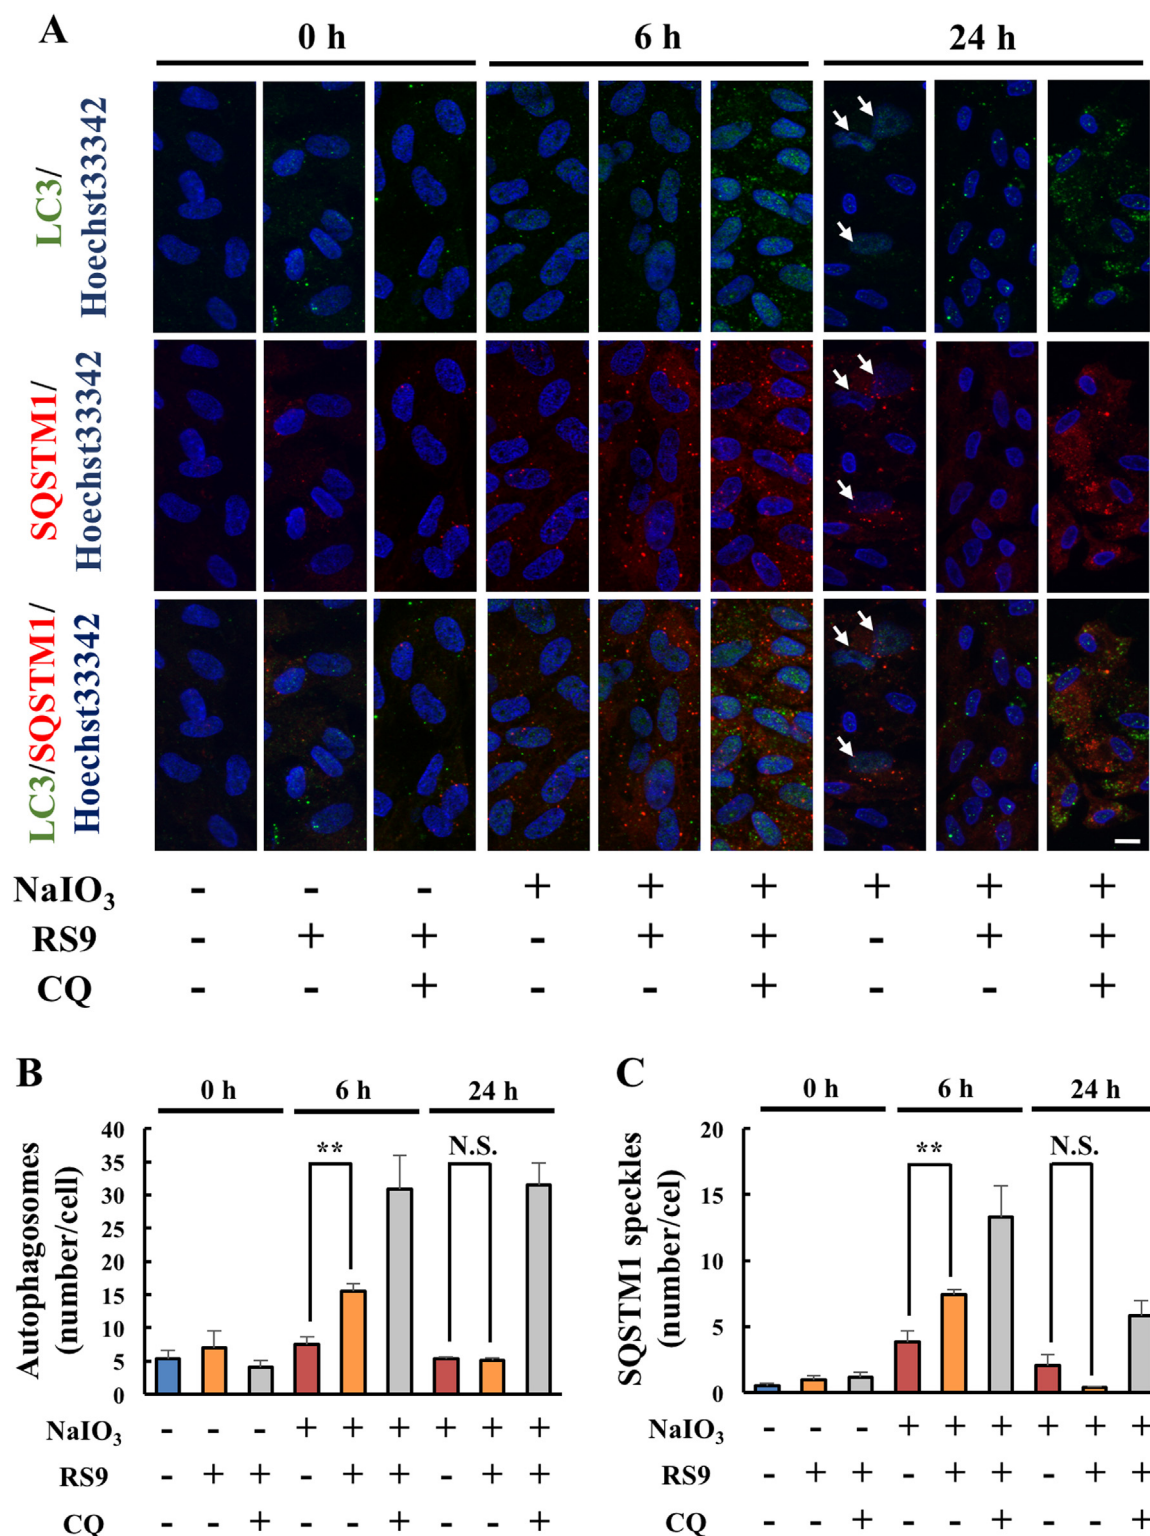 A
0 h 6 h 24 h
LC3/
Hoechst33342
SQSTM1/
Hoechst33342
LC3/SQSTM1/
Hoechst33342
NaIO3 - - - + + + + + +
RS9 - + + - + + - + +
CQ - - + - - + - - +
B
0 h 6 h 24 h
Autophagosomes
(number/cell)
40
35
30
25
20
15
10
5
0
** N.S.
NaIO3 - - - + + + + + +
RS9 - + + - + + - + +
CQ - - + - - + - - +
C
0 h 6 h 24 h
SQSTM1 speckles
(number/cel)
20
15
10
5
0
** N.S.
NaIO3 - - - + + + + + +
RS9 - + + - + + - + +
CQ - - + - - + - - +